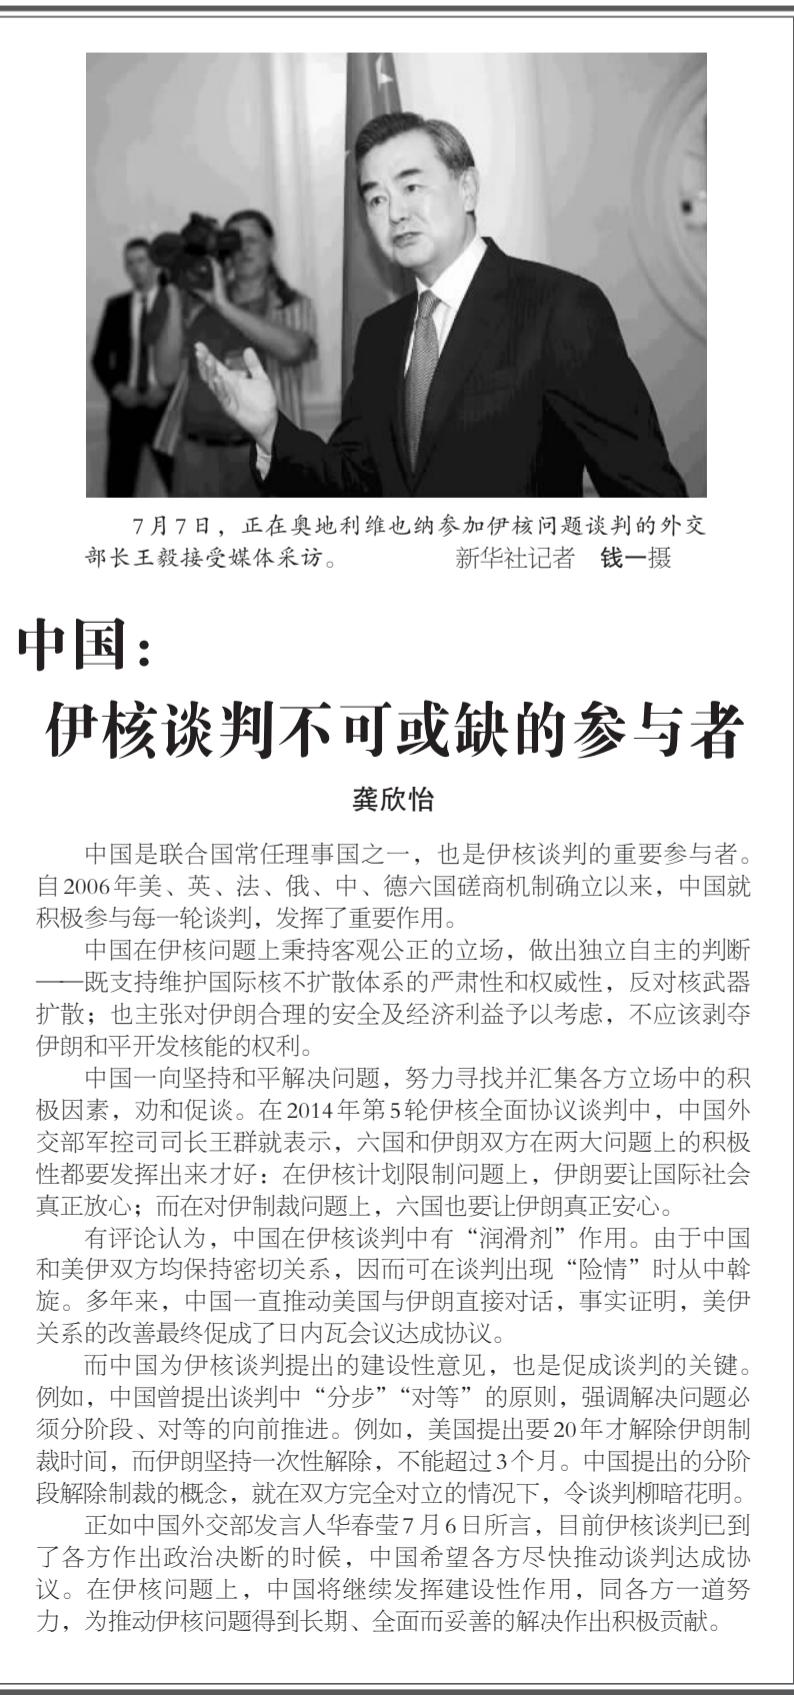 7月7日，正在奥地利维也纳参加伊核问题谈判的外交
部长王毅接受媒体采访。 新华社记者 钱一摄
中国：
伊核谈判不可或缺的参与者
龚欣怡
中国是联合国常任理事国之一，也是伊核谈判的重要参与者。
自2006年美、英、法、俄、中、德六国磋商机制确立以来，中国就
积极参与每一轮谈判，发挥了重要作用。
中国在伊核问题上秉持客观公正的立场，做出独立自主的判断
——既支持维护国际核不扩散体系的严肃性和权威性，反对核武器
扩散；也主张对伊朗合理的安全及经济利益予以考虑，不应该剥夺
伊朗和平开发核能的权利。
中国一向坚持和平解决问题，努力寻找并汇集各方立场中的积
极因素，劝和促谈。在2014年第5轮伊核全面协议谈判中，中国外
交部军控司司长王群就表示，六国和伊朗双方在两大问题上的积极
性都要发挥出来才好：在伊核计划限制问题上，伊朗要让国际社会
真正放心；而在对伊制裁问题上，六国也要让伊朗真正安心。
有评论认为，中国在伊核谈判中有“润滑剂”作用。由于中国
和美伊双方均保持密切关系，因而可在谈判出现“险情”时从中斡
旋。多年来，中国一直推动美国与伊朗直接对话，事实证明，美伊
关系的改善最终促成了日内瓦会议达成协议。
而中国为伊核谈判提出的建设性意见，也是促成谈判的关键。
例如，中国曾提出谈判中“分步”“对等”的原则，强调解决问题必
须分阶段、对等的向前推进。例如，美国提出要20年才解除伊朗制
裁时间，而伊朗坚持一次性解除，不能超过3个月。中国提出的分阶
段解除制裁的概念，就在双方完全对立的情况下，令谈判柳暗花明。
正如中国外交部发言人华春莹7月6日所言，目前伊核谈判已到
了各方作出政治决断的时候，中国希望各方尽快推动谈判达成协
议。在伊核问题上，中国将继续发挥建设性作用，同各方一道努
力，为推动伊核问题得到长期、全面而妥善的解决作出积极贡献。